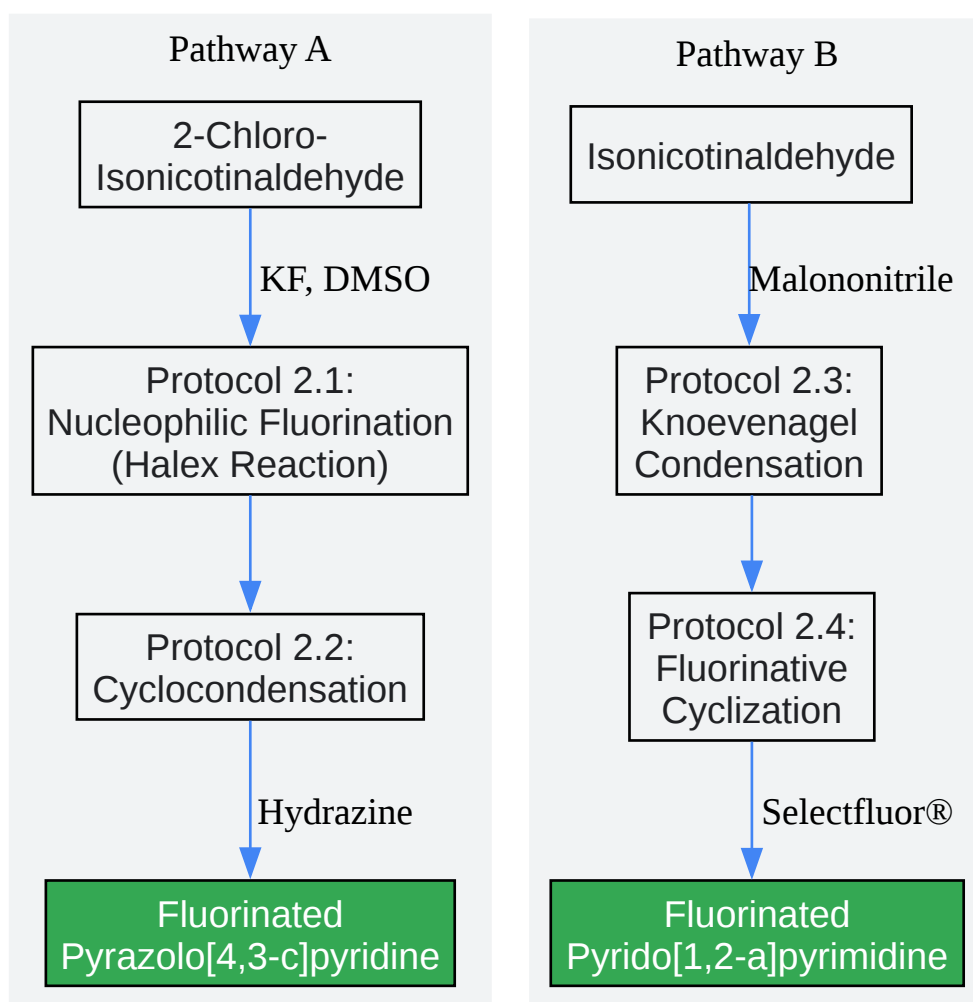 Pathway A
2-Chloro-
Isonicotinaldehyde
KF, DMSO
Protocol 2.1:
Nucleophilic Fluorination
(Halex Reaction)
Protocol 2.2:
Cyclocondensation
Hydrazine
Fluorinated
Pyrazolo[4,3-c]pyridine
Pathway B
Isonicotinaldehyde
Malononitrile
Protocol 2.3:
Knoevenagel
Condensation
Protocol 2.4:
Fluorinative
Cyclization
Selectfluor®
Fluorinated
Pyrido[1,2-a]pyrimidine